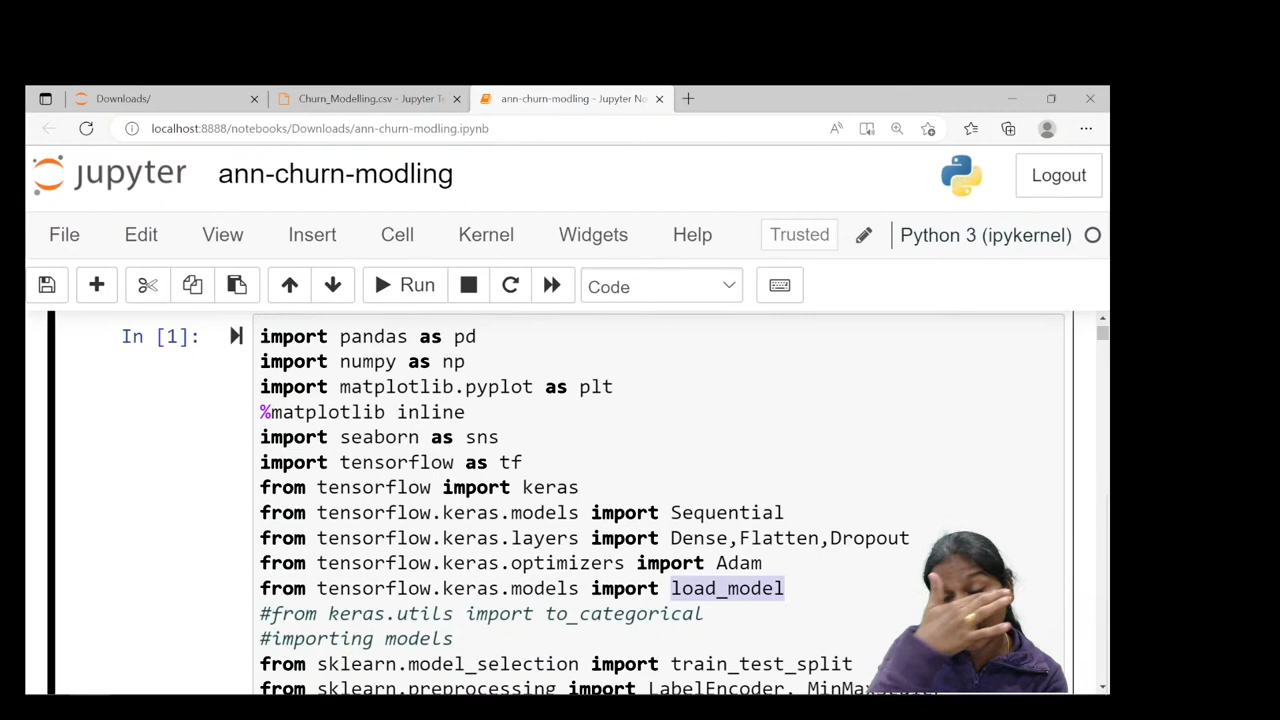 Downloads/
Churn_Modelling.csv - Jupyter Te
ann-churn-modling - Jupyter No
localhost:8888/notebooks/Downloads/ann-churn-modling.ipynb
jupyter ann-churn-modling Logout
File Edit View Insert Cell Kernel Widgets Help Trusted Python 3 (ipykernel)
Run Code
In [1]: import pandas as pd
import numpy as np
import matplotlib.pyplot as plt
%matplotlib inline
import seaborn as sns
import tensorflow as tf
from tensorflow import keras
from tensorflow.keras.models import Sequential
from tensorflow.keras.layers import Dense,Flatten,Dropout
from tensorflow.keras.optimizers import Adam
from tensorflow.keras.models import load_model
#from keras.utils import to_categorical
#importing models
from sklearn.model_selection import train_test_split
from sklearn.preprocessing import LabelEncoder,